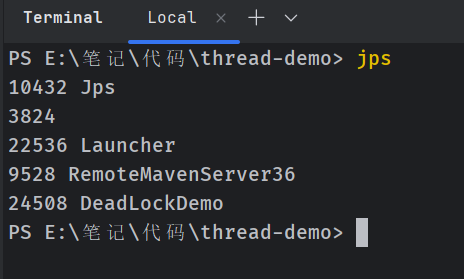 Terminal Local × +
PS E:\笔记\代码\thread-demo> jps
10432 Jps
3824
22536 Launcher
9528 RemoteMavenServer36
24508 DeadLockDemo
PS E:\笔记\代码\thread-demo>